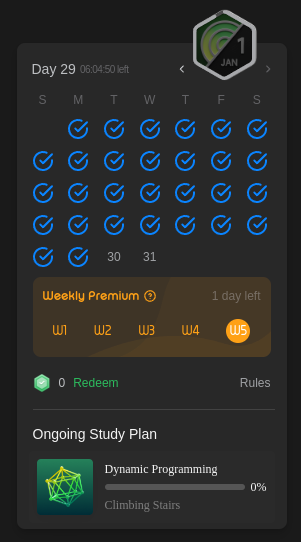 1
JAN
Day 29 06:04:50 left
S M T W T F S
30 31
Weekly Premium 1 day left
W1 W2 W3 W4 W5
0 Redeem Rules
Ongoing Study Plan
Dynamic Programming
0%
Climbing Stairs